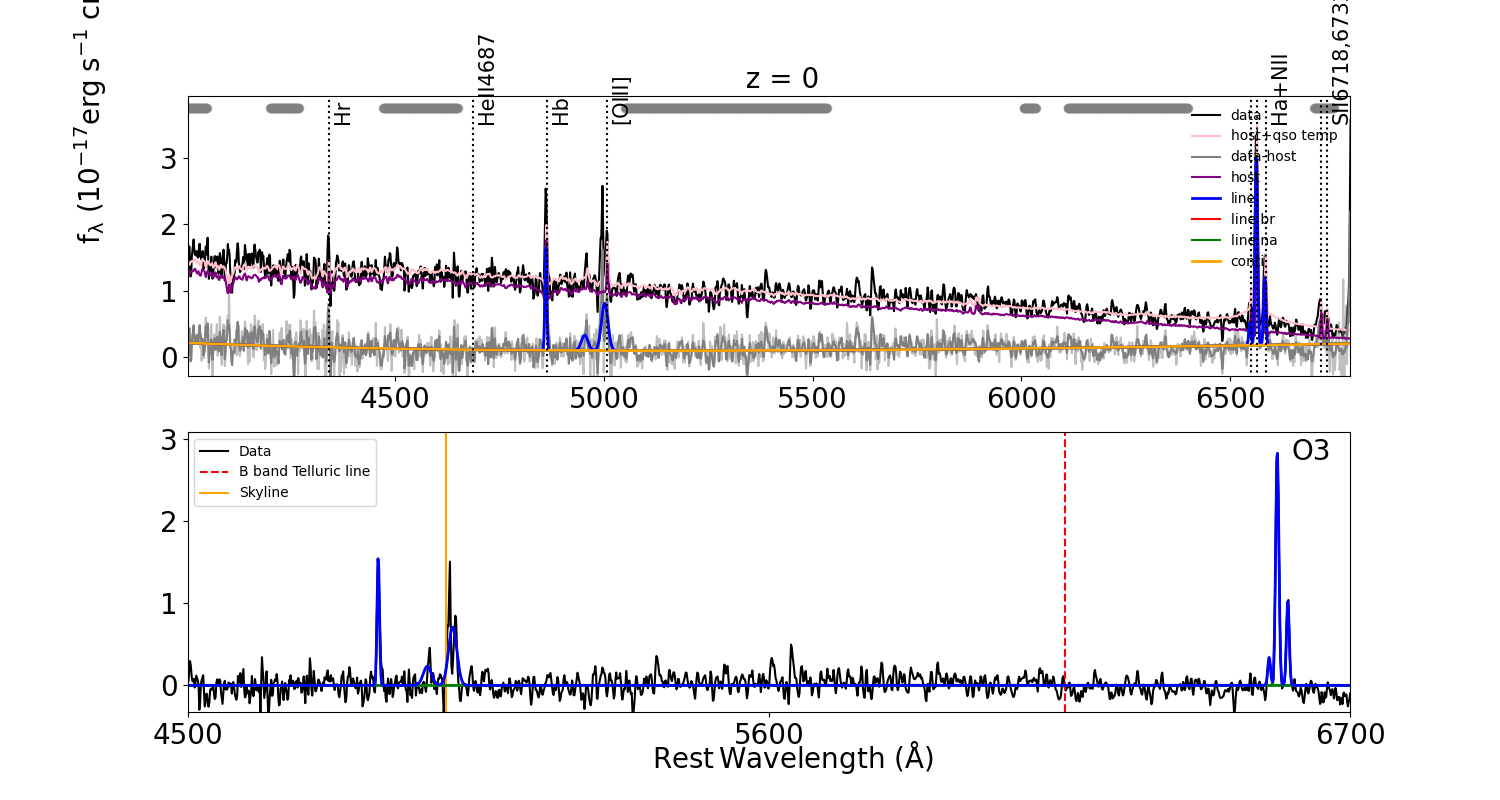 z = 0
f_λ (10^−17 erg s^−1
Hr
HeII4687
Hb
[OIII]
Ha+NII
SII6718,673
data
host+qso temp
data-host
host
line
line br
line na
conti
0
1
2
3
4500
5000
5500
6000
6500
Data
B band Telluric line
Skyline
O3
0
1
2
3
4500
5600
6700
Rest Wavelength (Å)